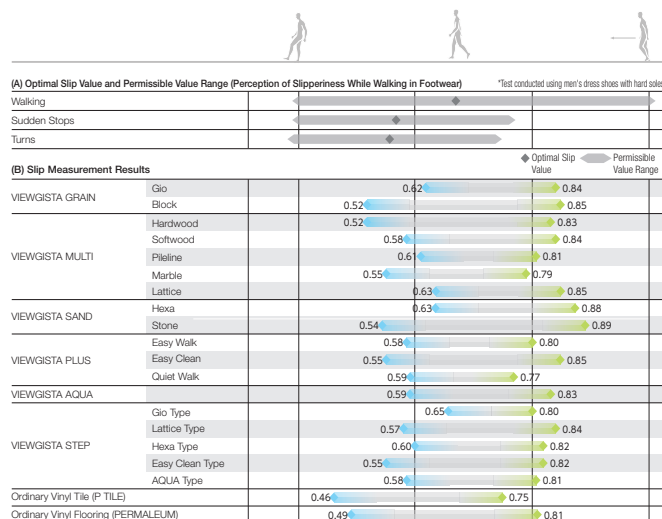 (A) Optimal Slip Value and Permissible Value Range (Perception of Slipperiness While Walking in Footwear) *Test conducted using men's dress shoes with hard soles
Walking
Sudden Stops
Turns
(B) Slip Measurement Results
Optimal Slip Value
Permissible Value Range
VIEWGISTA GRAIN
Gio 0.62 0.84
Block 0.52 0.85
VIEWGISTA MULTI
Hardwood 0.52 0.83
Softwood 0.58 0.84
Pileline 0.61 0.81
Marble 0.55 0.79
Lattice 0.63 0.85
VIEWGISTA SAND
Hexa 0.63 0.88
Stone 0.54 0.89
VIEWGISTA PLUS
Easy Walk 0.58 0.80
Easy Clean 0.55 0.85
Quiet Walk 0.59 0.77
VIEWGISTA AQUA 0.59 0.83
VIEWGISTA STEP
Gio Type 0.65 0.80
Lattice Type 0.57 0.84
Hexa Type 0.60 0.82
Easy Clean Type 0.55 0.82
AQUA Type 0.58 0.81
Ordinary Vinyl Tile (P TILE) 0.46 0.75
Ordinary Vinyl Flooring (PERMALEUM) 0.49 0.81